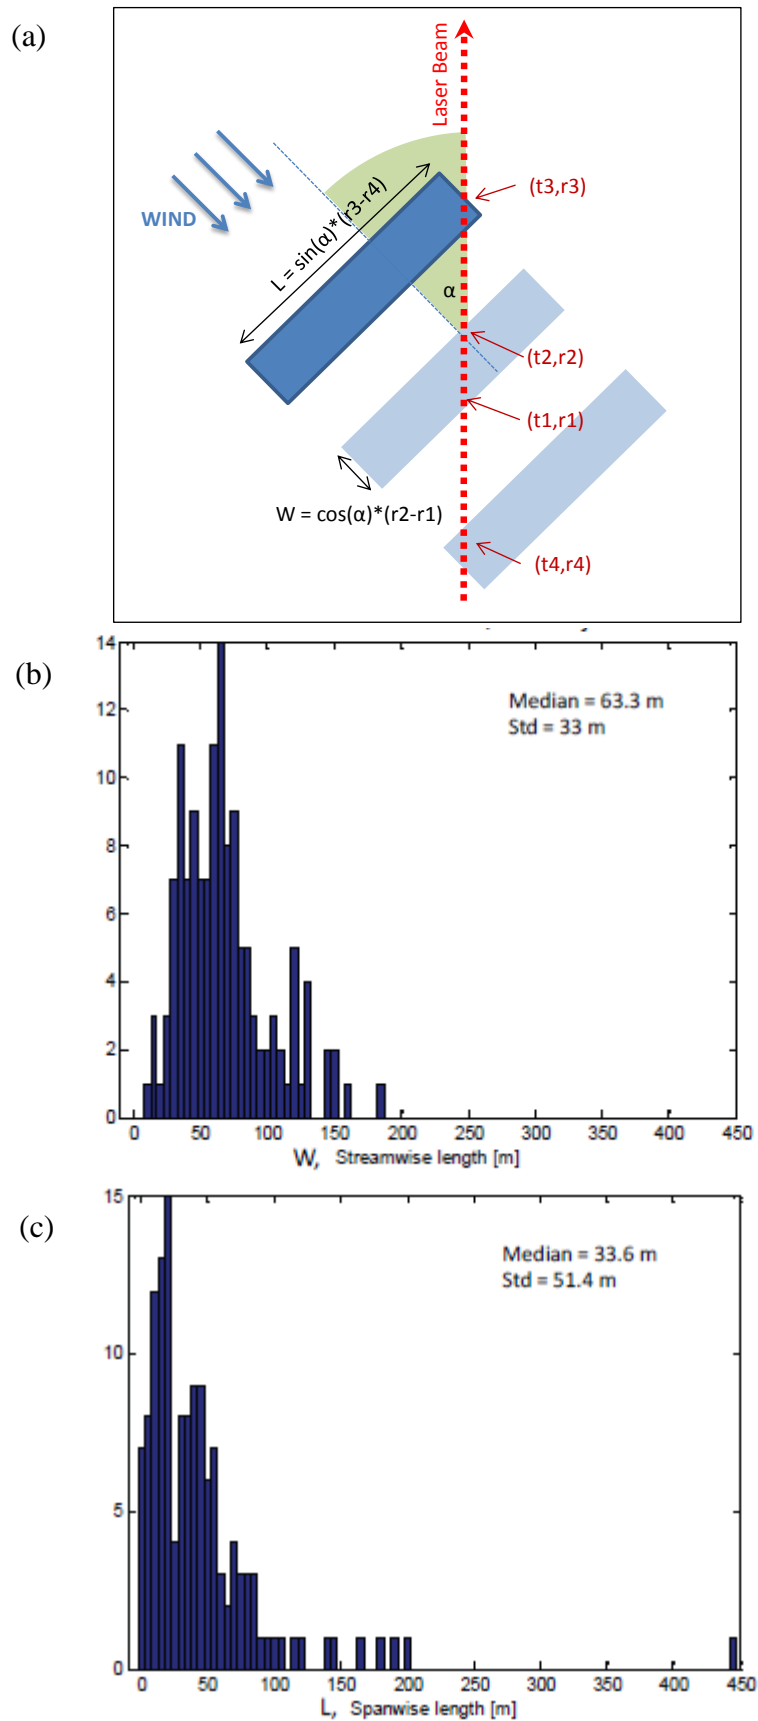 (a)
Laser Beam
WIND
L = sin(α)*(r3-r4)
(t3,r3)
α
(t2,r2)
(t1,r1)
W = cos(α)*(r2-r1)
(t4,r4)
(b)
14
12
10
8
6
4
2
0
Median = 63.3 m
Std = 33 m
0 50 100 150 200 250 300 350 400 450
W, Streamwise length [m]
(c)
15
10
5
0
Median = 33.6 m
Std = 51.4 m
0 50 100 150 200 250 300 350 400 450
L, Spanwise length [m]